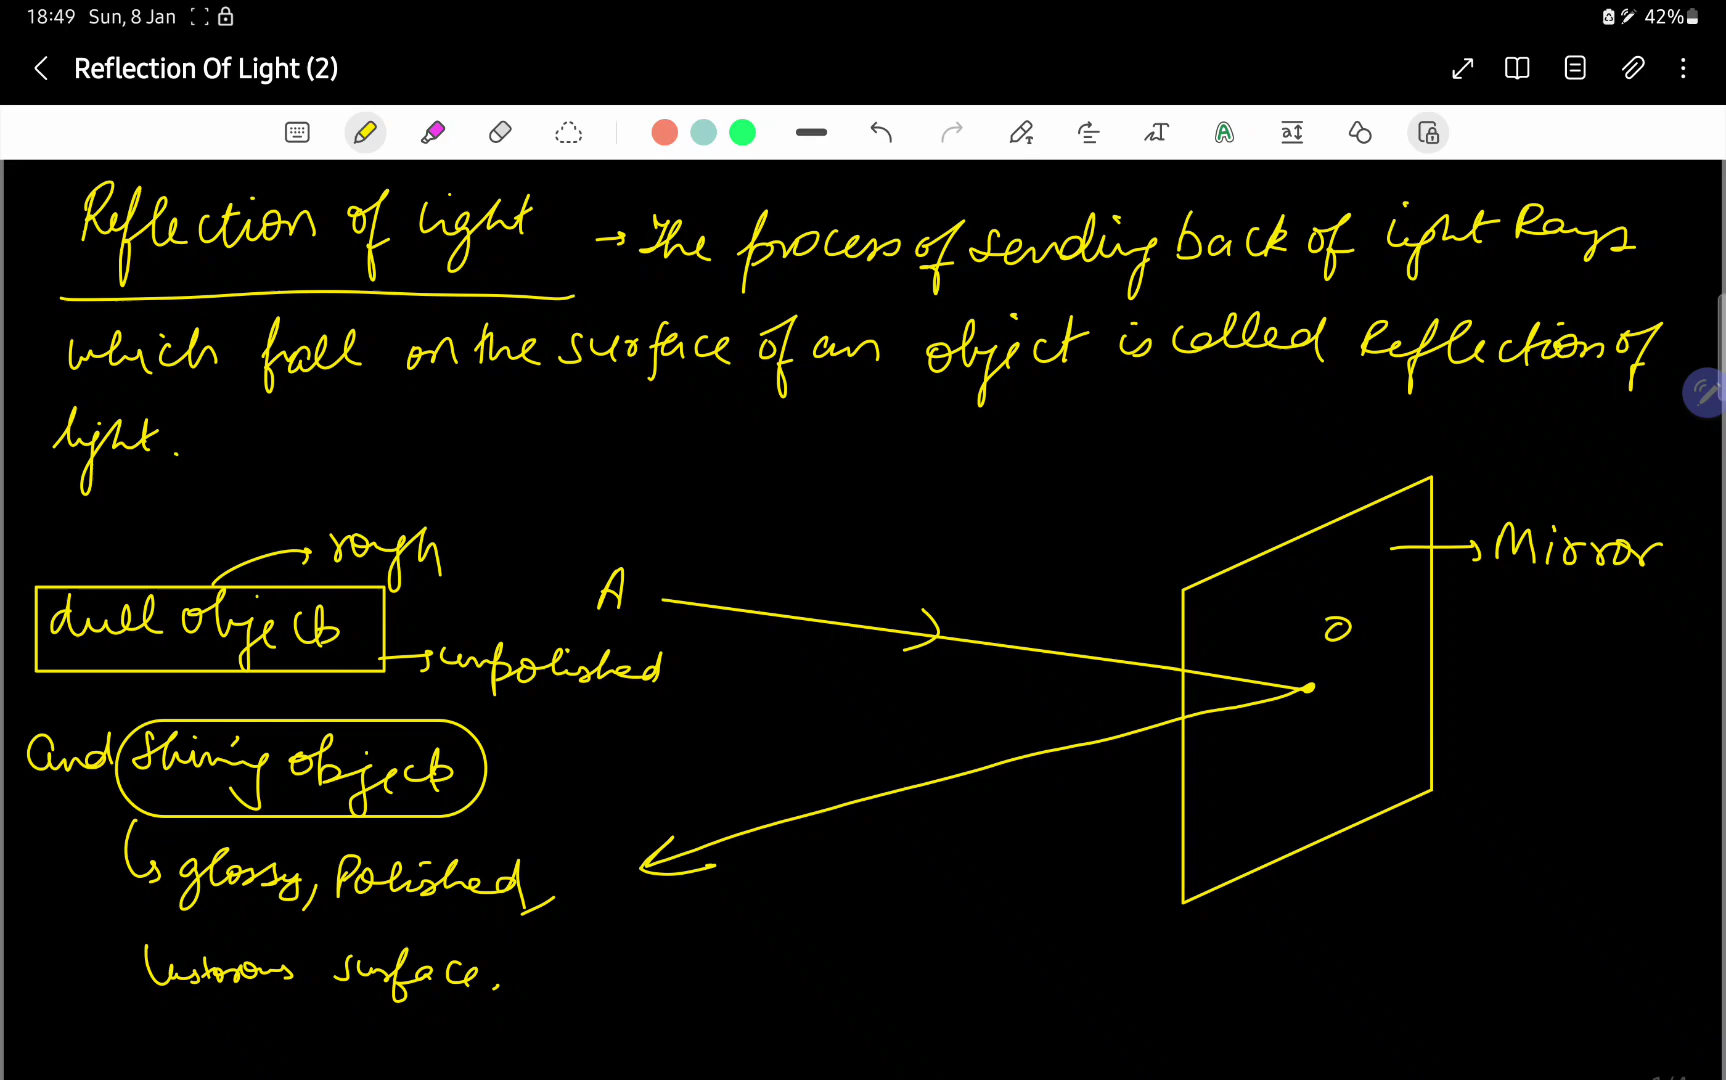 18:49 Sun, 8 Jan 42%
Reflection Of Light (2)
Reflection of light → The process of sending back of light Rays
which fall on the surface of an object is called Reflection of
light.
rough
Mirror
A
dull object
O
unpolished
and shiny object
glossy, Polished
lustrous surface.